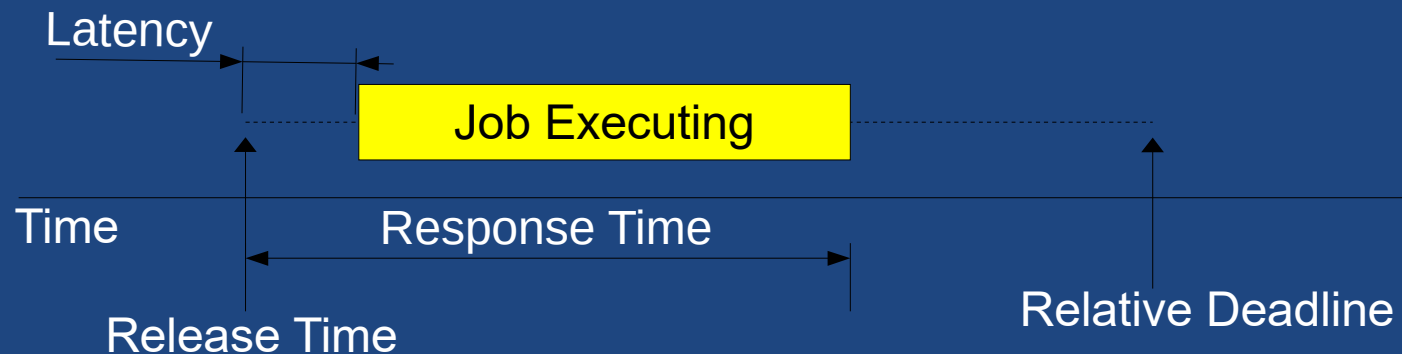 Latency
Job Executing
Time
Response Time
Relative Deadline
Release Time